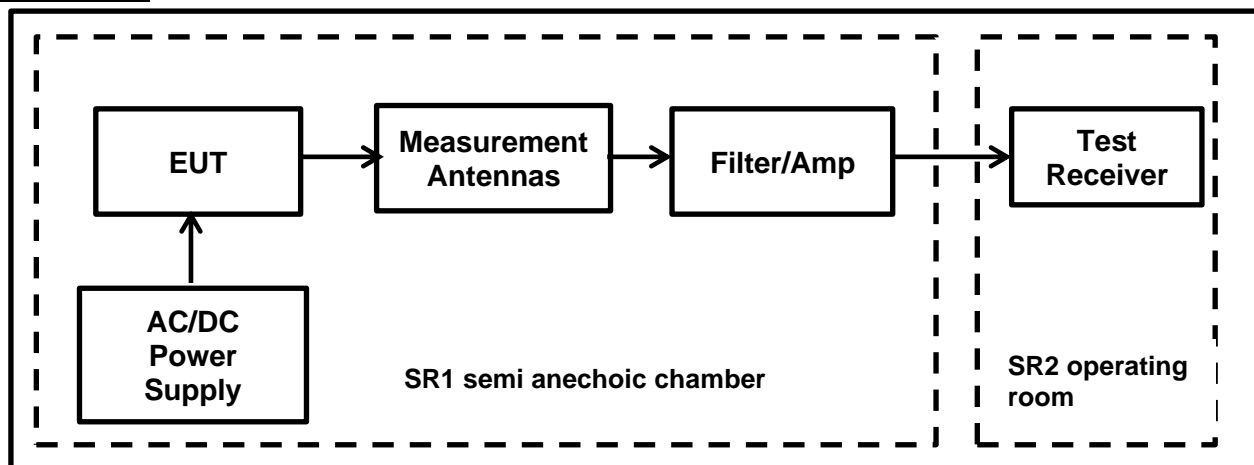 EUT
Measurement
Antennas
Filter/Amp
Test
Receiver
AC/DC
Power
Supply
SR1 semi anechoic chamber
SR2 operating
room